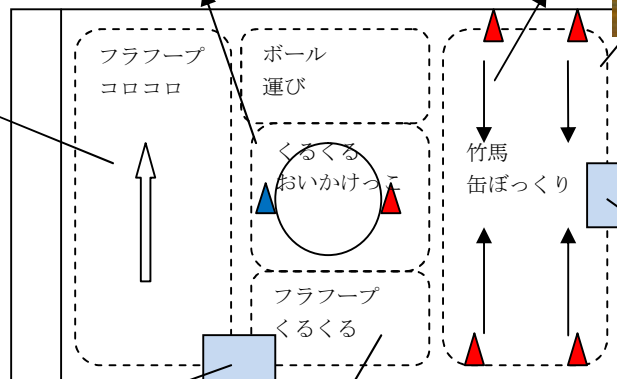 フラフープ
コロコロ
ボール
運び
くるくる
おいかけっこ
フラフープ
くるくる
竹馬
缶ぽっくり